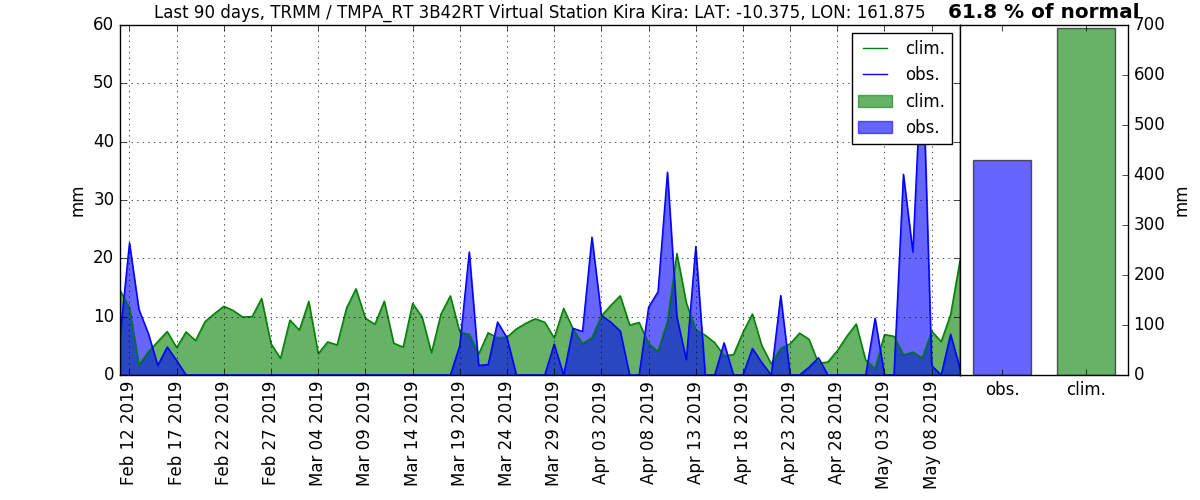 Last 90 days, TRMM / TMPA_RT 3B42RT Virtual Station Kira Kira: LAT: -10.375, LON: 161.875
61.8 % of normal
60
50
40
30
20
10
0
mm
clim.
obs.
clim.
obs.
Feb 12 2019
Feb 17 2019
Feb 22 2019
Feb 27 2019
Mar 04 2019
Mar 09 2019
Mar 14 2019
Mar 19 2019
Mar 24 2019
Mar 29 2019
Apr 03 2019
Apr 08 2019
Apr 13 2019
Apr 18 2019
Apr 23 2019
Apr 28 2019
May 03 2019
May 08 2019
700
600
500
400
300
200
100
0
mm
obs.
clim.